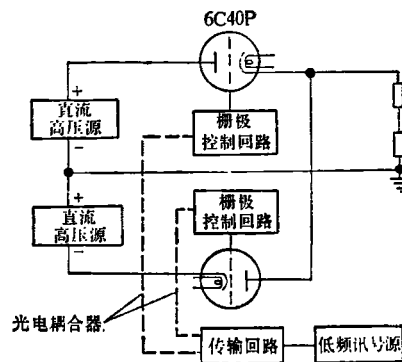 6C40P
+
直流
高压源
−
栅极
控制回路
+
直流
高压源
−
栅极
控制回路
光电耦合器
传输回路
低频讯号源